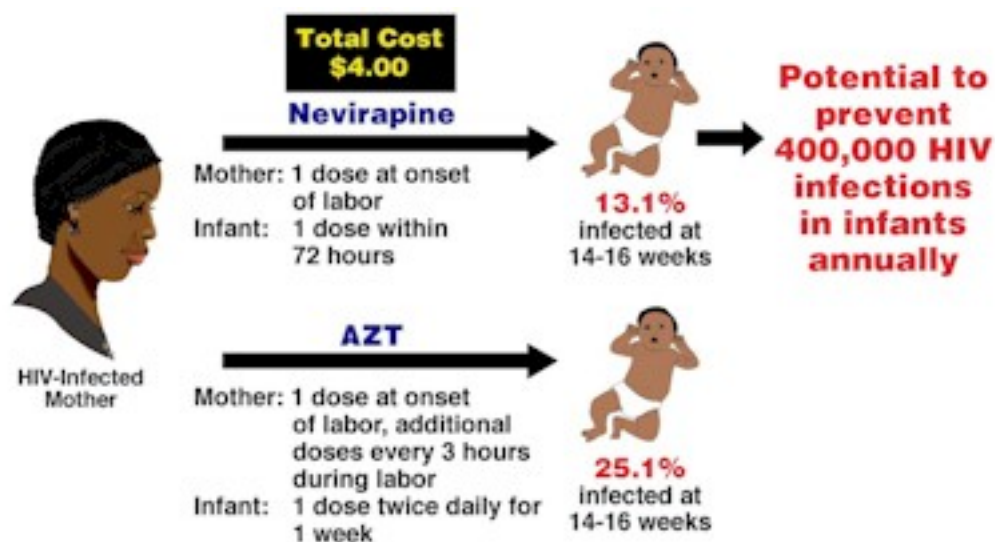 Total Cost
$4.00
Nevirapine
Mother: 1 dose at onset
of labor
Infant: 1 dose within
72 hours
13.1%
infected at
14-16 weeks
Potential to
prevent
400,000 HIV
infections
in infants
annually
HIV-Infected
Mother
AZT
Mother: 1 dose at onset
of labor, additional
doses every 3 hours
during labor
Infant: 1 dose twice daily for
1 week
25.1%
infected at
14-16 weeks